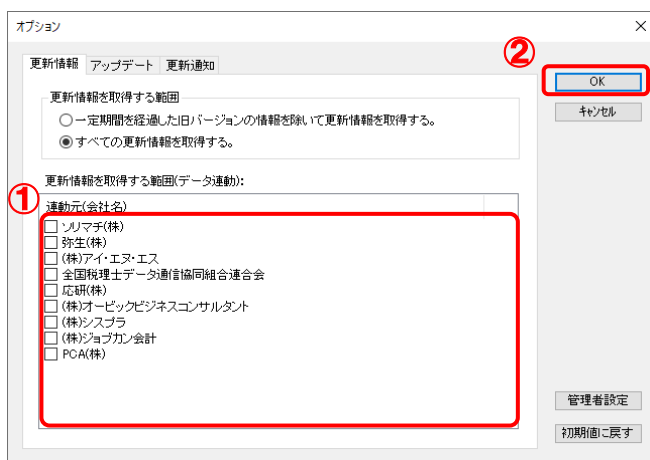 オプション
②
更新情報 アップデート 更新通知
OK
キャンセル
更新情報を取得する範囲
一定期間を経過した旧バージョンの情報を除いて更新情報を取得する。
すべての更新情報を取得する。
更新情報を取得する範囲(データ連動):
①
連動元(会社名)
ソリマチ(株)
弥生(株)
(株)アイ・エヌ・エス
全国税理士データ通信協同組合連合会
応研(株)
(株)オービックビジネスコンサルタント
(株)シスプラ
(株)ジョブカン会計
PCA(株)
管理者設定
初期値に戻す